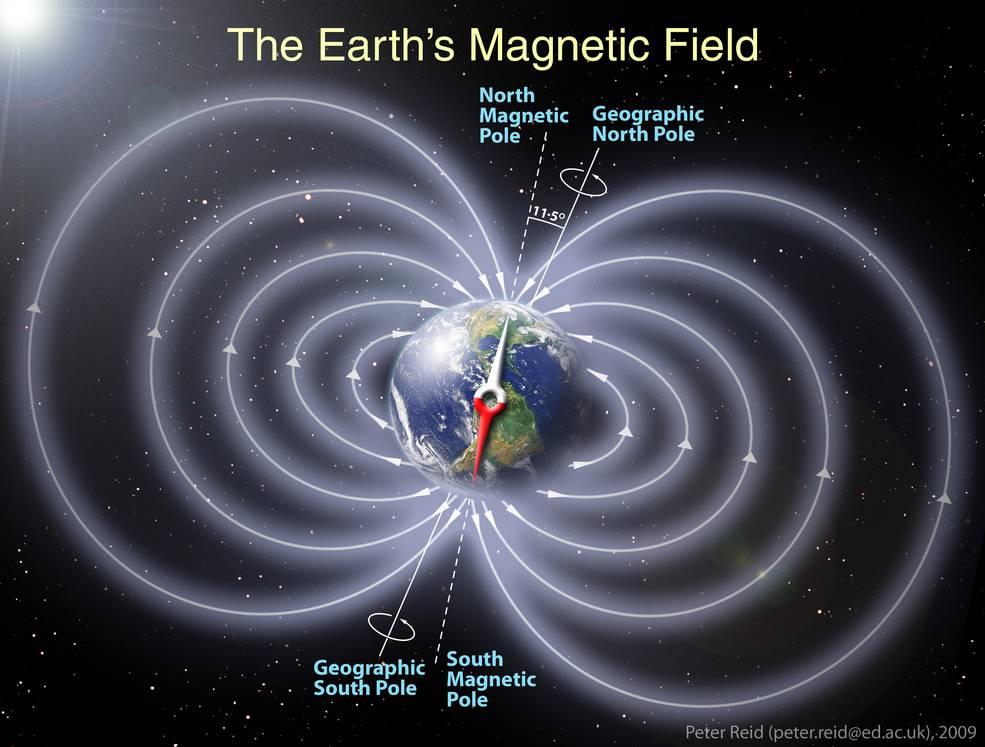 The Earth's Magnetic Field
North
Magnetic
Pole
Geographic
North Pole
11·5°
Geographic
South Pole
South
Magnetic
Pole
Peter Reid (peter.reid@ed.ac.uk), 2009